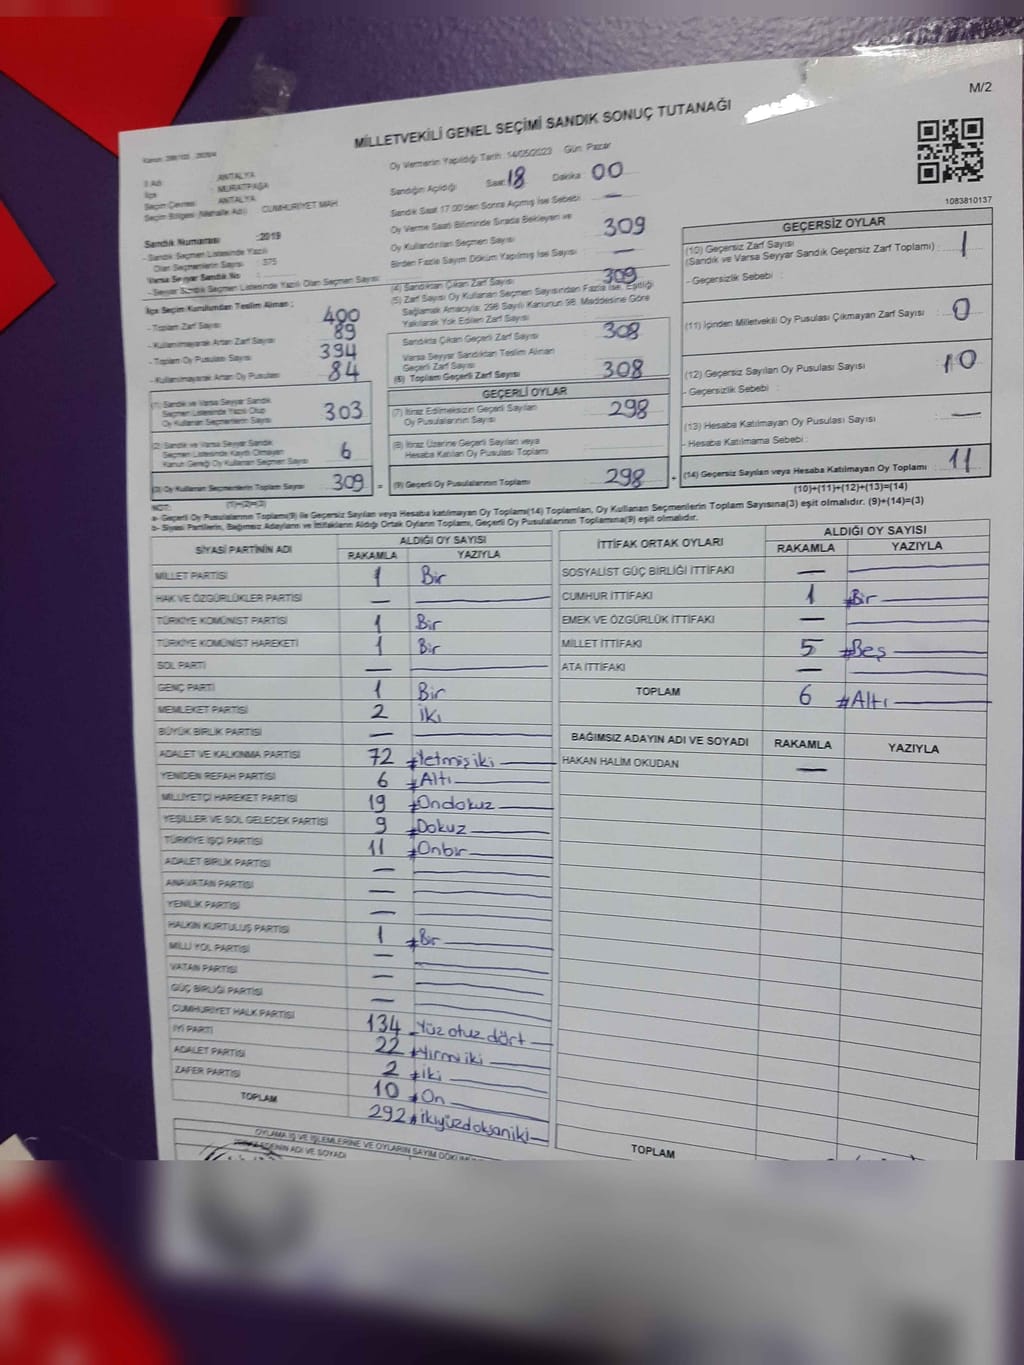 M/2
MİLLETVEKİLİ GENEL SEÇİMİ SANDIK SONUÇ TUTANAĞI
İl Adı : ANTALYA
İlçe : MURATPAŞA
Seçim Çevresi : ANTALYA
Seçim Bölgesi (Mahalle Adı) : CUMHURİYET MAH
Sandık Numarası : 2019
- Sandık Seçmen Listesinde Yazılı
Olan Seçmenlerin Sayısı : 375
Varsa Seyyar Sandık No :
- Seyyar Sandık Seçmen Listesinde Yazılı Olan Seçmen Sayısı:
Oy Vermenin Yapıldığı Tarih : 14/05/2023 Gün: Pazar
Sandığın Açıldığı Saat: 18 Dakika : 00
Sandık Saat 17:00'den Sonra Açılmış İse Sebebi : —
Oy Verme Saati Bitiminde Sırada Bekleyen ve
Oy Kullandırılan Seçmen Sayısı 309
Birden Fazla Sayım Döküm Yapılmış İse Sayısı : —
1083810137
İlçe Seçim Kurulundan Teslim Alınan ;
- Toplam Zarf Sayısı 400
- Kullanılmayarak Artan Zarf Sayısı 89
- Toplam Oy Pusulası Sayısı 394
- Kullanılmayarak Artan Oy Pusulası 84
(1) Sandık ve Varsa Seyyar Sandık
Seçmen Listesinde Yazılı Olup
Oy Kullanan Seçmen Sayısı 303
(2) Sandık ve Varsa Seyyar Sandık
Seçmen Listesinde Kayıtlı Olmayan
Kanun Gereği Oy Kullanan Seçmen Sayısı 6
(3) Oy Kullanan Seçmenlerin Toplam Sayısı 309 =
(4) Sandıktan Çıkan Zarf Sayısı 309
(5) Zarf Sayısı Oy Kullanan Seçmen Sayısından Fazla İse, Eşitliği
Sağlamak Amacıyla; 298 Sayılı Kanunun 98. Maddesine Göre
Yakılarak Yok Edilen Zarf Sayısı
Sandıkta Çıkan Geçerli Zarf Sayısı 308
Varsa Seyyar Sandıktan Teslim Alınan
Geçerli Zarf Sayısı
(6) Toplam Geçerli Zarf Sayısı 308
GEÇERLİ OYLAR
(7) İtiraz Edilmeksizin Geçerli Sayılan
Oy Pusulalarının Sayısı 298
(8) İtiraz Üzerine Geçerli Sayılan veya
Hesaba Katılan Oy Pusulası Toplamı
(9) Geçerli Oy Pusulalarının Toplamı 298 +
GEÇERSİZ OYLAR
(10) Geçersiz Zarf Sayısı
(Sandık ve Varsa Seyyar Sandık Geçersiz Zarf Toplamı) : 1
- Geçersizlik Sebebi :
(11) İçinden Milletvekili Oy Pusulası Çıkmayan Zarf Sayısı : 0
(12) Geçersiz Sayılan Oy Pusulası Sayısı : 10
- Geçersizlik Sebebi :
(13) Hesaba Katılmayan Oy Pusulası Sayısı : —
- Hesaba Katılmama Sebebi :
(14) Geçersiz Sayılan veya Hesaba Katılmayan Oy Toplamı : 11
(10)+(11)+(12)+(13)=(14)
NOT: (1)+(2)=(3)
a- Geçerli Oy Pusulalarının Toplamı(9) ile Geçersiz Sayılan veya Hesaba katılmayan Oy Toplamı(14) Toplamları, Oy Kullanan Seçmenlerin Toplam Sayısına(3) eşit olmalıdır. (9)+(14)=(3)
b- Siyasi Partilerin, Bağımsız Adayların ve İttifakların Aldığı Ortak Oyların Toplamı, Geçerli Oy Pusulalarının Toplamına(9) eşit olmalıdır.
SİYASİ PARTİNİN ADI ALDIĞI OY SAYISI
RAKAMLA YAZIYLA
MİLLET PARTİSİ 1 Bir
HAK VE ÖZGÜRLÜKLER PARTİSİ —
TÜRKİYE KOMÜNİST PARTİSİ 1 Bir
TÜRKİYE KOMÜNİST HAREKETİ 1 Bir
SOL PARTİ —
GENÇ PARTİ 1 Bir
MEMLEKET PARTİSİ 2 İki
BÜYÜK BİRLİK PARTİSİ —
ADALET VE KALKINMA PARTİSİ 72 #Yetmişiki
YENİDEN REFAH PARTİSİ 6 #Altı
MİLLİYETÇİ HAREKET PARTİSİ 19 #Ondokuz
YEŞİLLER VE SOL GELECEK PARTİSİ 9 #Dokuz
TÜRKİYE İŞÇİ PARTİSİ 11 #Onbir
ADALET BİRLİK PARTİSİ —
ANAVATAN PARTİSİ —
YENİLİK PARTİSİ —
HALKIN KURTULUŞ PARTİSİ 1 #Bir
MİLLİ YOL PARTİSİ —
VATAN PARTİSİ —
GÜÇ BİRLİĞİ PARTİSİ —
CUMHURİYET HALK PARTİSİ 134 Yüzotuzdört
İYİ PARTİ 22 #Yirmiiki
ADALET PARTİSİ 2 #İki
ZAFER PARTİSİ 10 #On
TOPLAM 292 #ikiyüzdoksaniki
İTTİFAK ORTAK OYLARI ALDIĞI OY SAYISI
RAKAMLA YAZIYLA
SOSYALİST GÜÇ BİRLİĞİ İTTİFAKI —
CUMHUR İTTİFAKI 1 #Bir
EMEK VE ÖZGÜRLÜK İTTİFAKI —
MİLLET İTTİFAKI 5 #Beş
ATA İTTİFAKI —
TOPLAM 6 #Altı
BAĞIMSIZ ADAYIN ADI VE SOYADI RAKAMLA YAZIYLA
HAKAN HALİM OKUDAN —
TOPLAM
OYLAMA İŞ VE İŞLEMLERİNE VE OYLARIN SAYIM DÖKÜMÜ
ADI VE SOYADI